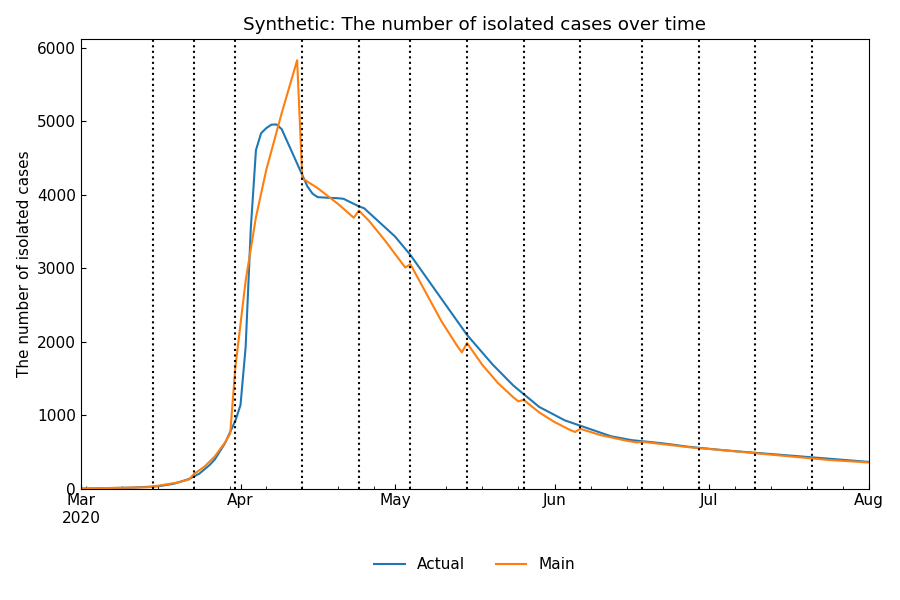 Synthetic: The number of isolated cases over time
The number of isolated cases
6000
5000
4000
3000
2000
1000
0
Mar Apr May Jun Jul Aug
2020
Actual Main